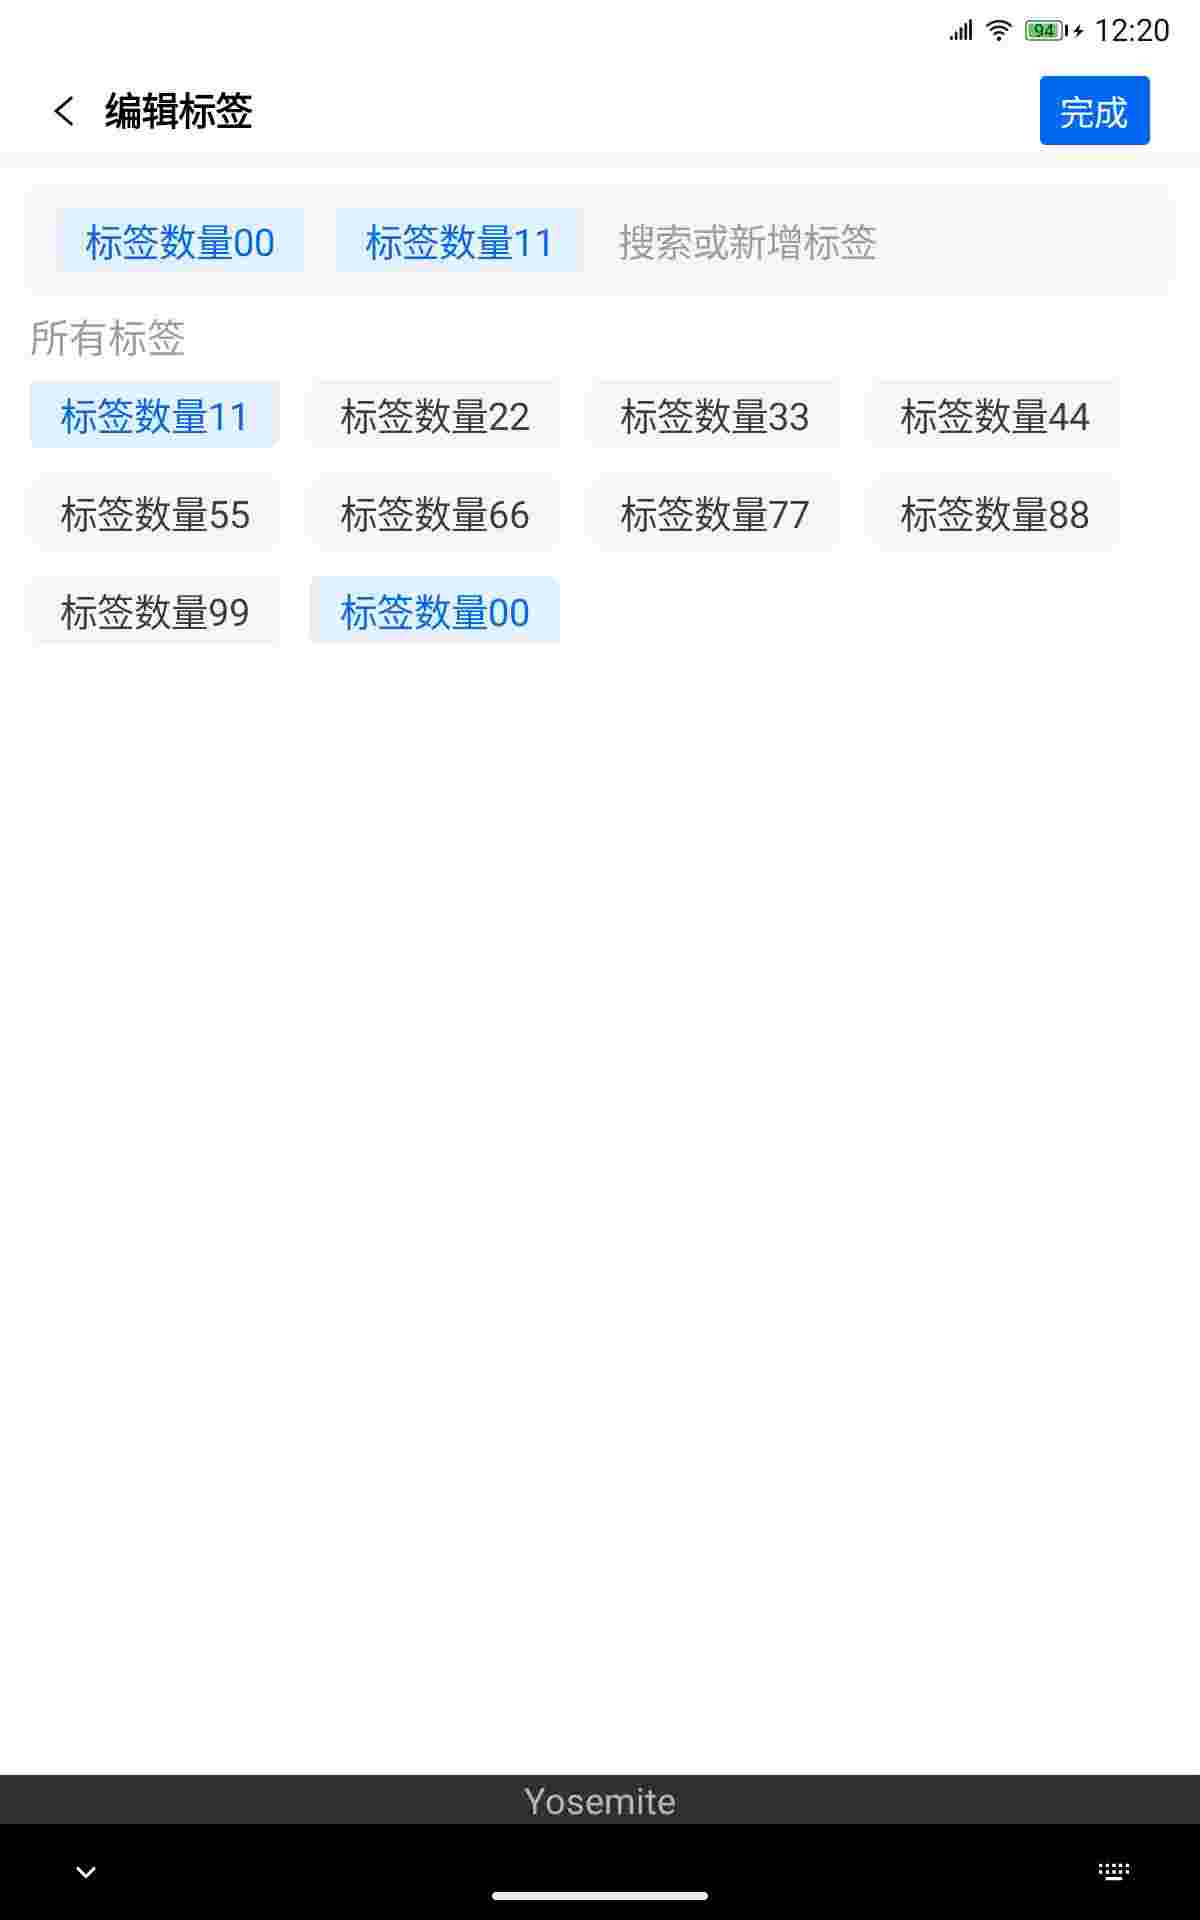 94 12:20
编辑标签 完成
标签数量00 标签数量11 搜索或新增标签
所有标签
标签数量11 标签数量22 标签数量33 标签数量44
标签数量55 标签数量66 标签数量77 标签数量88
标签数量99 标签数量00
Yosemite